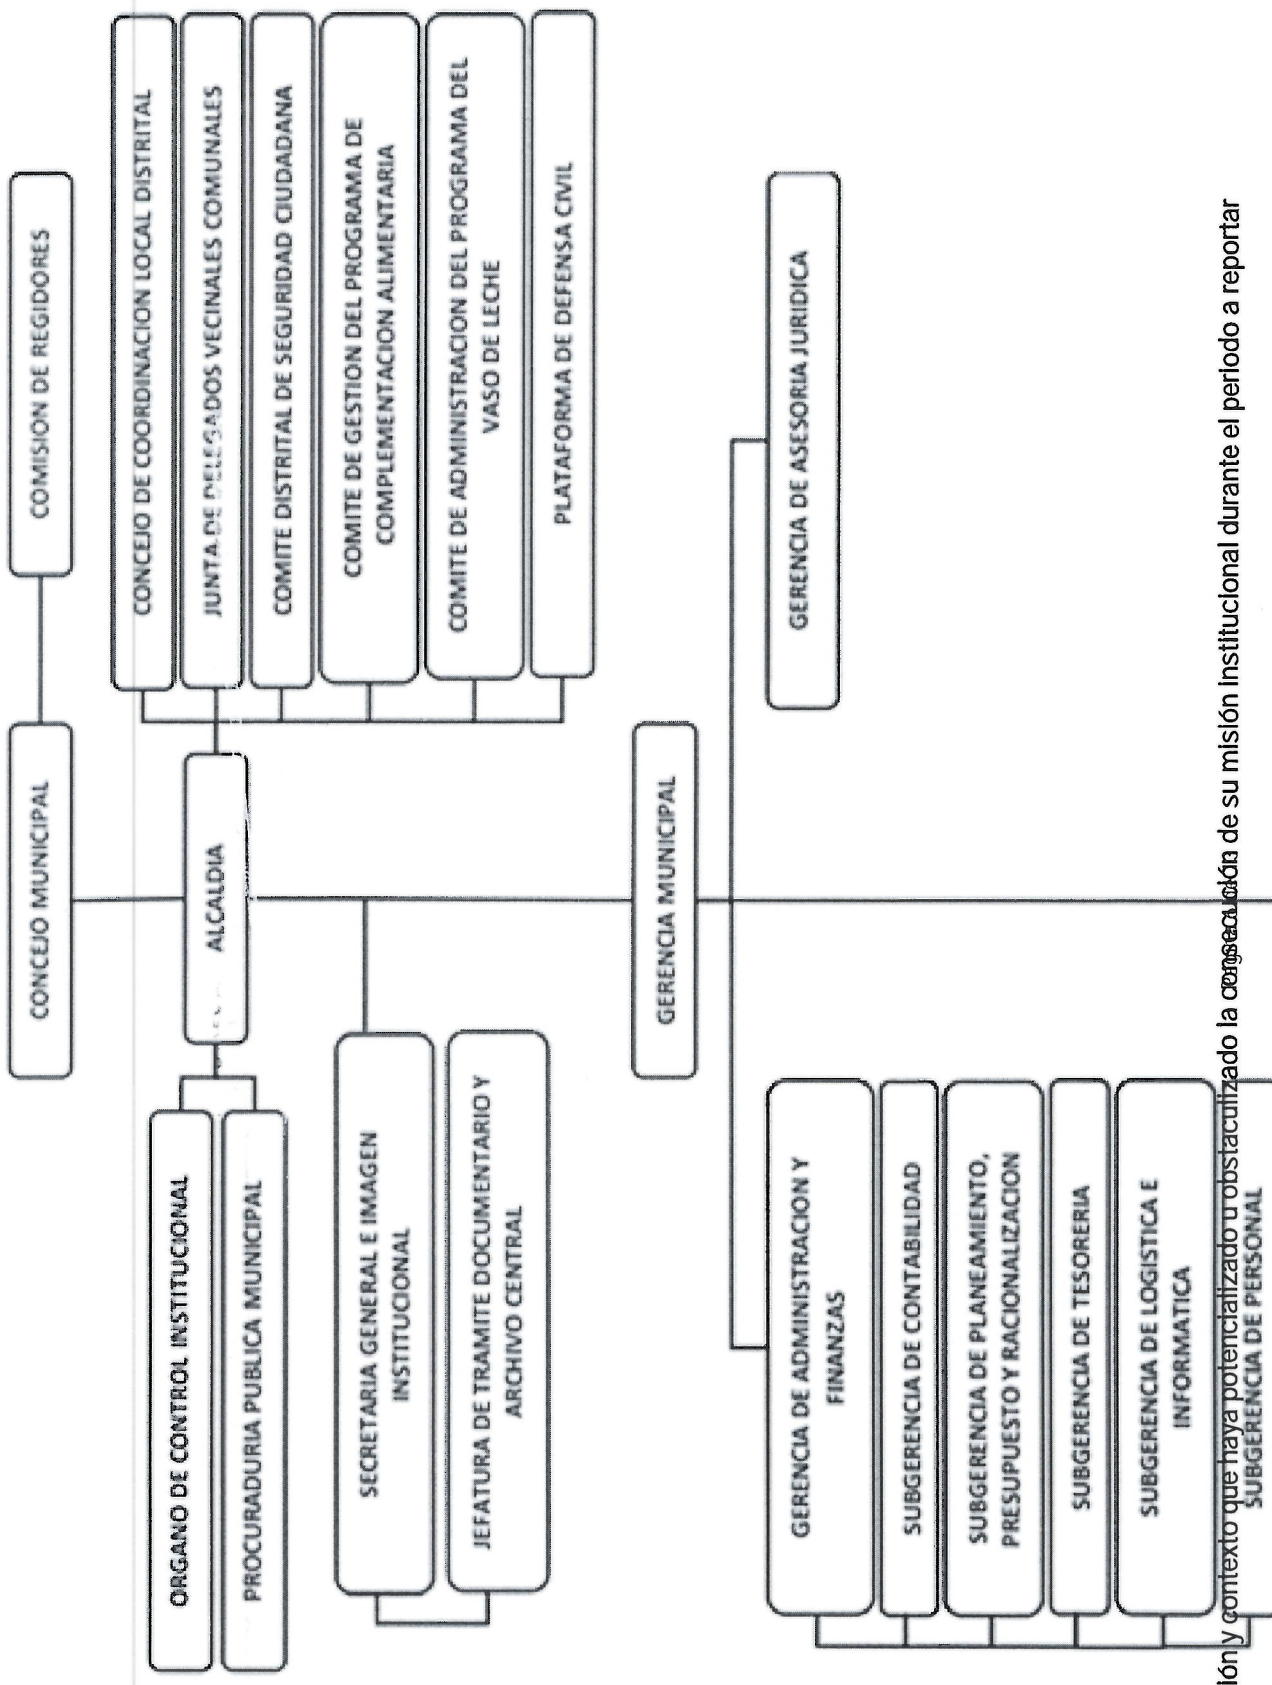 CONCEJO MUNICIPAL
COMISION DE REGIDORES
CONCEJO DE COORDINACION LOCAL DISTRITAL
JUNTA DE DELEGADOS VECINALES COMUNALES
COMITE DISTRITAL DE SEGURIDAD CIUDADANA
COMITE DE GESTION DEL PROGRAMA DE
COMPLEMENTACION ALIMENTARIA
COMITE DE ADMINISTRACION DEL PROGRAMA DEL
VASO DE LECHE
PLATAFORMA DE DEFENSA CIVIL
ALCALDIA
ORGANO DE CONTROL INSTITUCIONAL
PROCURADURIA PUBLICA MUNICIPAL
SECRETARIA GENERAL E IMAGEN
INSTITUCIONAL
JEFATURA DE TRAMITE DOCUMENTARIO Y
ARCHIVO CENTRAL
GERENCIA MUNICIPAL
GERENCIA DE ASESORIA JURIDICA
GERENCIA DE ADMINISTRACION Y
FINANZAS
SUBGERENCIA DE CONTABILIDAD
SUBGERENCIA DE PLANEAMIENTO,
PRESUPUESTO Y RACIONALIZACION
SUBGERENCIA DE TESORERIA
SUBGERENCIA DE LOGISTICA E
INFORMATICA
ión y contexto que haya potencializado u obstaculizado la consecución de su misión institucional durante el periodo a reportar
SUBGERENCIA DE PERSONAL